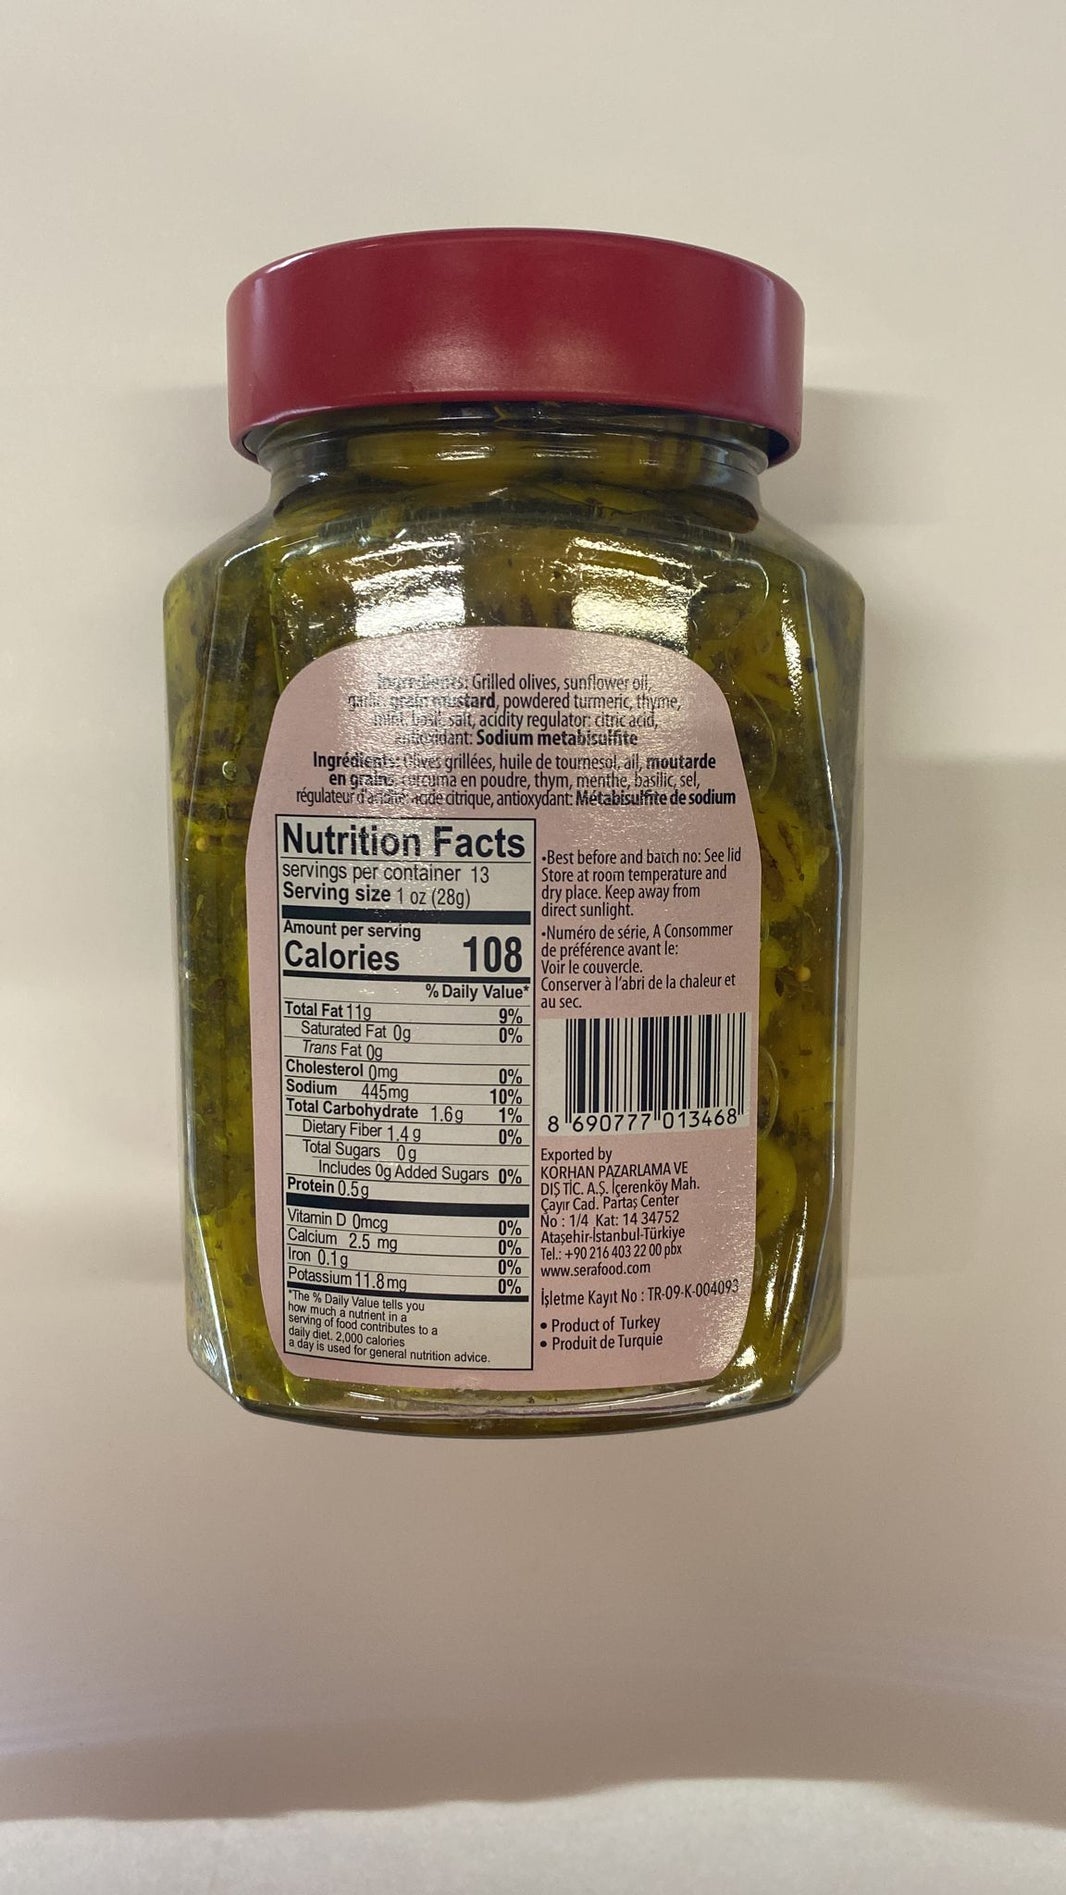 Ingredients: Grilled olives, sunflower oil,
garlic, grain mustard, powdered turmeric, thyme,
mint, basil, salt, acidity regulator: citric acid,
antioxidant: Sodium metabisulfite
Ingrédients: Olives grillées, huile de tournesol, ail, moutarde
en grains, curcuma en poudre, thym, menthe, basilic, sel,
régulateur d'acidité: acide citrique, antioxydant: Métabisulfite de sodium
Nutrition Facts
servings per container 13
Serving size 1 oz (28g)
Amount per serving
Calories 108
% Daily Value*
Total Fat 11g 9%
Saturated Fat 0g 0%
Trans Fat 0g
Cholesterol 0mg 0%
Sodium 445mg 10%
Total Carbohydrate 1.6g 1%
Dietary Fiber 1,4 g 0%
Total Sugars 0g
Includes 0g Added Sugars 0%
Protein 0.5g
Vitamin D 0mcg 0%
Calcium 2.5 mg 0%
Iron 0.1g 0%
Potassium 11.8mg 0%
*The % Daily Value tells you
how much a nutrient in a
serving of food contributes to a
daily diet. 2,000 calories
a day is used for general nutrition advice.
•Best before and batch no: See lid
Store at room temperature and
dry place. Keep away from
direct sunlight.
•Numéro de série, A Consommer
de préférence avant le:
Voir le couvercle.
Conserver à l'abri de la chaleur et
au sec.
8 690777 013468
Exported by
KORHAN PAZARLAMA VE
DIŞ TİC. A.Ş. İçerenköy Mah.
Çayır Cad. Partaş Center
No : 1/4 Kat: 14 34752
Ataşehir-İstanbul-Türkiye
Tel.: +90 216 403 22 00 pbx
www.serafood.com
İşletme Kayıt No : TR-09-K-004093
• Product of Turkey
• Produit de Turquie